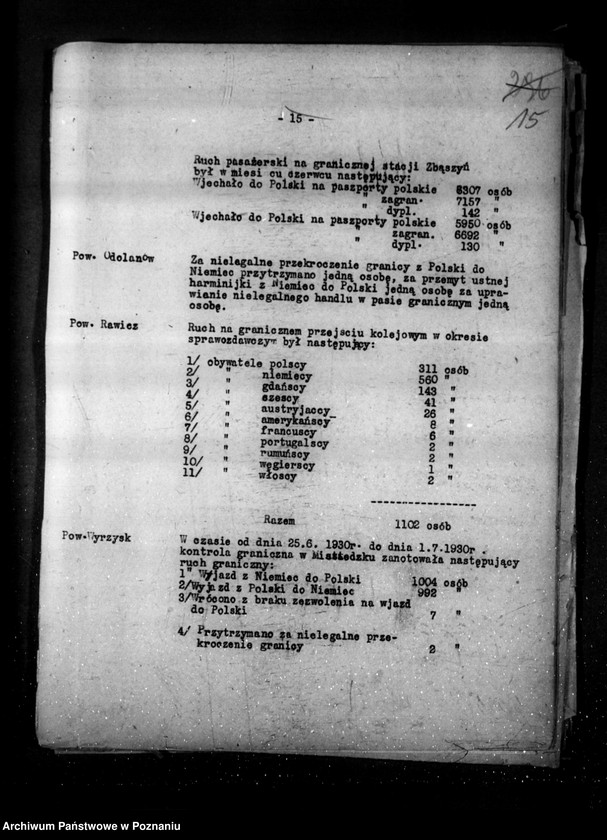 296
15
- 15 -
Ruch pasażerski na granicznej stacji Zbąszyń
był w miesi cu czerwcu następujący:
Wjechało do Polski na paszporty polskie 8307 osób
" zagran. 7157 "
" dypl. 142 "
Wjechało do Polski na paszporty polskie 5950 osób
" zagran. 6692 "
dypl. 130 "
Pow. Odolanów
Za nielegalne przekroczenie granicy z Polski do
Niemiec przytrzymano jedną osobę, za przemyt ustnej
harminijki z Niemiec do Polski jedną osobę za upra-
wianie nielegalnego handlu w pasie granicznym jedną
osobę.
Pow. Rawicz
Ruch na granicznem przejściu kolejowym w okresie
sprawozdawczym był następujący:
1/ obywatele polscy 311 osób
2/ " niemiecy 560 "
3/ " gdańscy 143 "
4/ " czescy 41 "
5/ " austryjaccy 26 "
6/ " amerykańscy 8 "
7/ " francuscy 6 "
8/ " portugalscy 2 "
9/ " rumuńscy 2 "
10/ " węgierscy 1 "
11/ " włoscy 2 "
Razem 1102 osób
Pow. Wyrzysk
W czasie od dnia 25.6. 1930r. do dnia 1.7.1930r .
kontrola graniczna w zanotowała następujący
ruch graniczny:
1" Wyjazd z Niemiec do Polski 1004 osób
2/Wyjazd z Polski do Niemiec 992 "
3/Wrócono z braku zezwolenia na wjazd
do Polski 7 "
4/ Przytrzymano za nielegalne prze-
kroczenie granicy 2 "
Archiwum Państwowe w Poznaniu